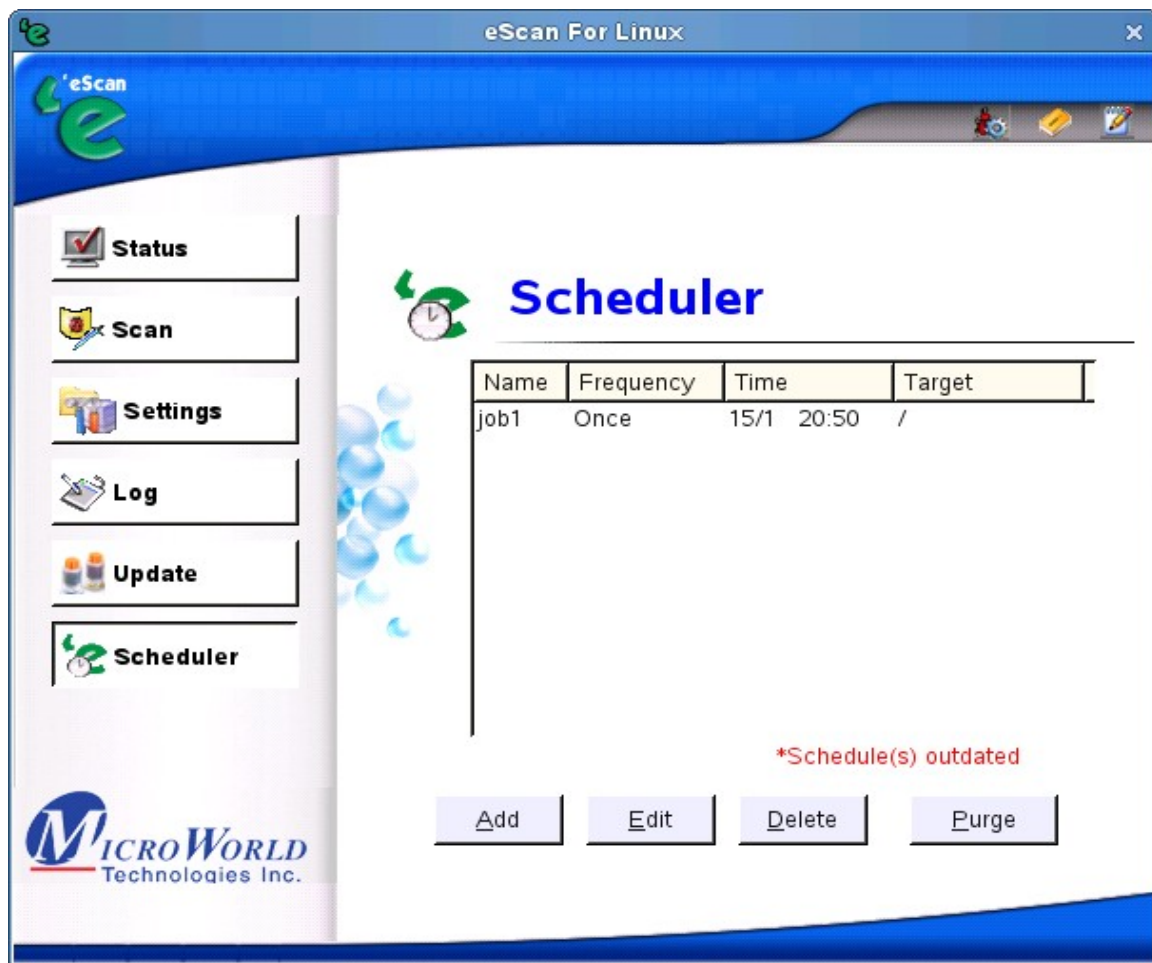 eScan For Linux
'eScan
Status
Scan
Settings
Log
Update
Scheduler
Scheduler
Name Frequency Time Target
job1 Once 15/1 20:50 /
*Schedule(s) outdated
Add Edit Delete Purge
MICROWORLD
Technologies Inc.